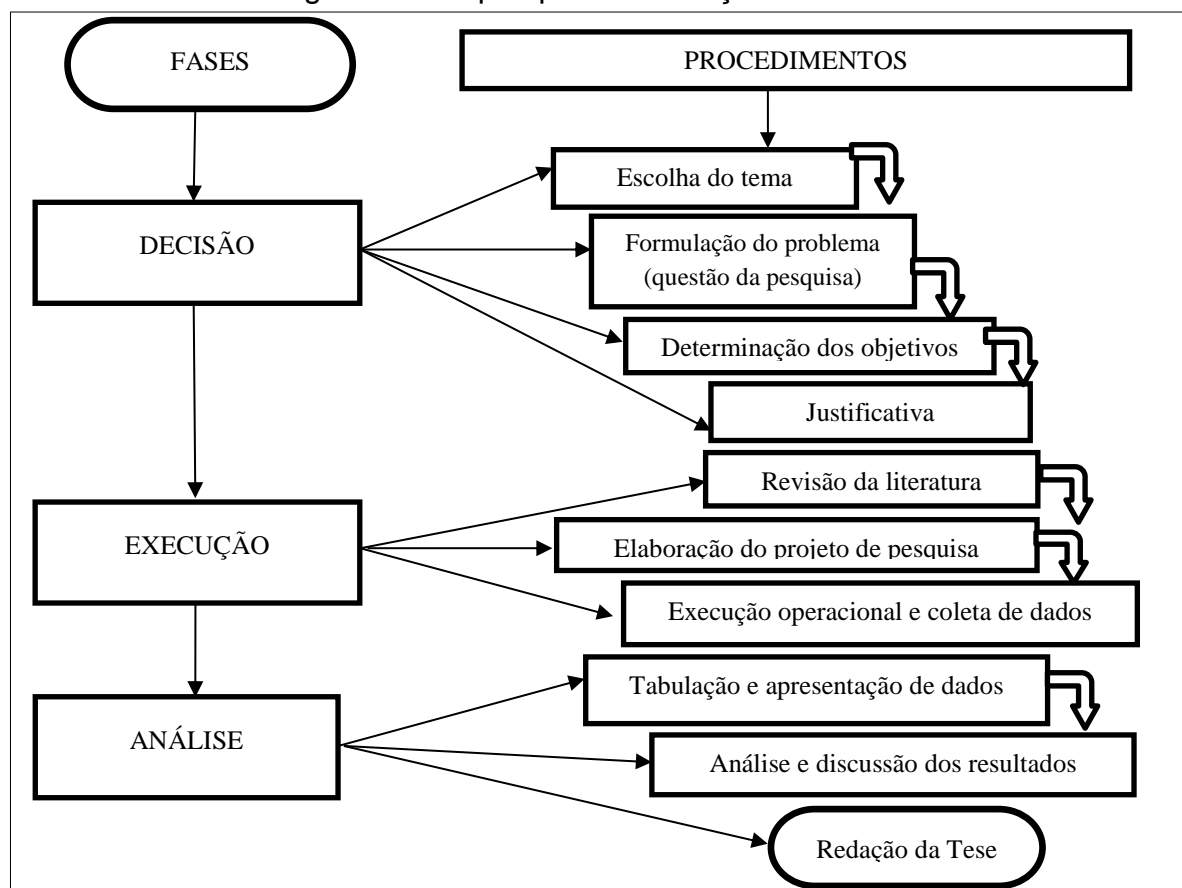 FASES
PROCEDIMENTOS
Escolha do tema
DECISÃO
Formulação do problema
(questão da pesquisa)
Determinação dos objetivos
Justificativa
Revisão da literatura
EXECUÇÃO
Elaboração do projeto de pesquisa
Execução operacional e coleta de dados
Tabulação e apresentação de dados
ANÁLISE
Análise e discussão dos resultados
Redação da Tese